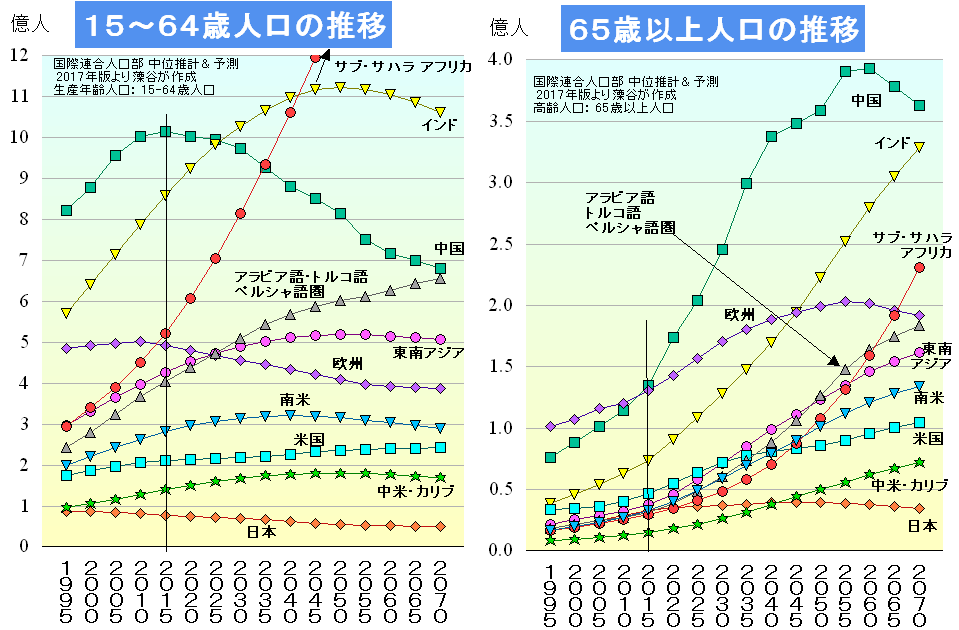 億人
15～64歳人口の推移
12
11
10
9
8
7
6
5
4
3
2
1
0
国際連合人口部 中位推計＆予測
2017年版より藻谷が作成
生産年齢人口：15-64歳人口
サブ・サハラ アフリカ
インド
中国
アラビア語・トルコ語
ペルシャ語圏
東南アジア
欧州
南米
米国
中米・カリブ
日本
1995
2000
2005
2010
2015
2020
2025
2030
2035
2040
2045
2050
2055
2060
2065
2070
億人
65歳以上人口の推移
4.0
3.5
3.0
2.5
2.0
1.5
1.0
0.5
0.0
国際連合人口部 中位推計＆予測
2017年版より藻谷が作成
高齢人口：65歳以上人口
中国
インド
アラビア語
トルコ語
ペルシャ語圏
サブ・サハラ
アフリカ
欧州
東南
アジア
南米
米国
中米・カリブ
日本
1995
2000
2005
2010
2015
2020
2025
2030
2035
2040
2045
2050
2055
2060
2065
2070